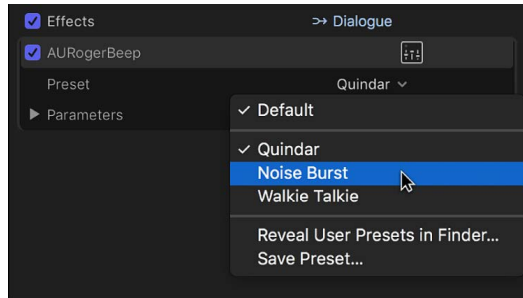 Effects
Dialogue
AURogerBeep
Preset
Quindar
Parameters
Default
Quindar
Noise Burst
Walkie Talkie
Reveal User Presets in Finder...
Save Preset...